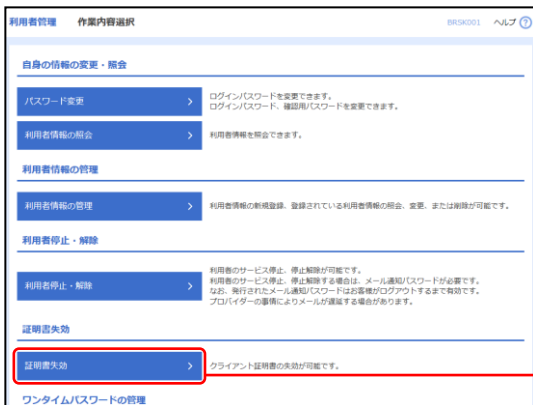 利用者管理 作業内容選択 BRSK001 ヘルプ ?
自身の情報の変更・照会
パスワード変更
ログインパスワードを変更できます。
ログインパスワード、確認用パスワードを変更できます。
利用者情報の照会
利用者情報を照会できます。
利用者情報の管理
利用者情報の管理
利用者情報の新規登録、登録されている利用者情報の照会、変更、または削除が可能です。
利用者停止・解除
利用者停止・解除
利用者のサービス停止、停止解除が可能です。
利用者のサービス停止、停止解除する場合は、メール通知パスワードが必要です。
なお、発行されたメール通知パスワードはお客様がログアウトするまで有効です。
プロバイダーの事情によりメールが遅延する場合があります。
証明書失効
証明書失効
クライアント証明書の失効が可能です。
ワンタイムパスワードの管理